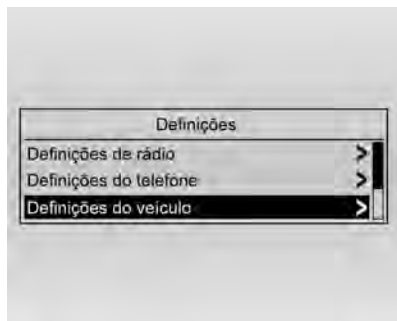 Definições
Definições de rádio >
Definições do telefone >
Definições do veículo >